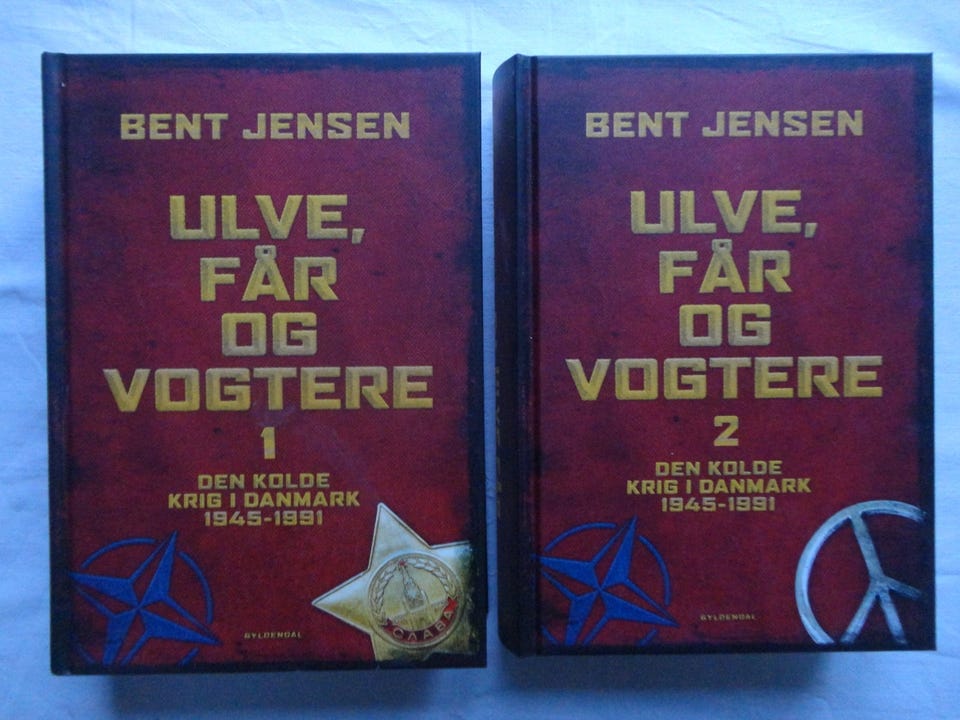 BENT JENSEN
ULVE,
FÅR
OG
VOGTERE
1
DEN KOLDE
KRIG I DANMARK
1945-1991
СЛАВА
GYLDENDAL
BENT JENSEN
ULVE,
FÅR
OG
VOGTERE
2
DEN KOLDE
KRIG I DANMARK
1945-1991
GYLDENDAL